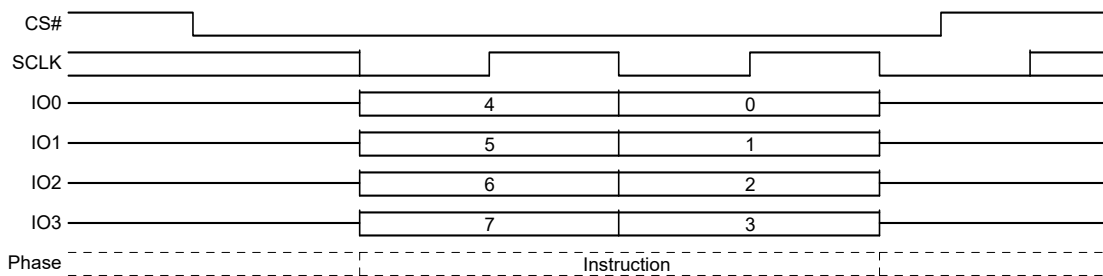 CS#
SCLK
IO0 4 0
IO1 5 1
IO2 6 2
IO3 7 3
Phase Instruction